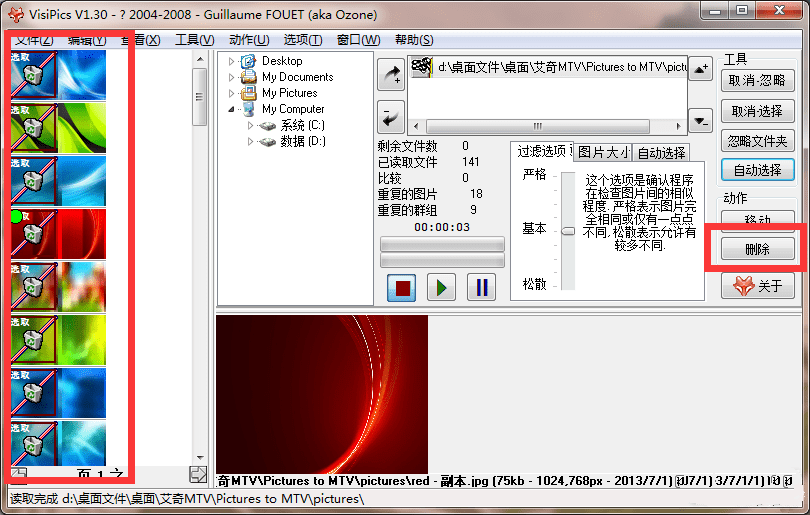 VisiPics V1.30 - ? 2004-2008 - Guillaume FOUET (aka Ozone)
文件(Z) 编辑(Y) 查看(X) 工具(V) 动作(U) 选项(T) 窗口(W) 帮助(S)
选取
选取
选取
选取
选取
选取
选取
选取
页 1 之
Desktop
My Documents
My Pictures
My Computer
系统 (C:)
数据 (D:)
d:\桌面文件\桌面\艾奇MTV\Pictures to MTV\pictu
剩余文件数 0
已读取文件 141
比较 0
重复的图片 18
重复的群组 9
00:00:03
过滤选项 图片大小 自动选择
严格
基本
松散
这个选项是确认程序
在检查图片间的相似
程度. 严格表示图片完
全相同或仅有一点点
不同. 松散表示允许有
较多不同.
工具
取消-忽略
取消-选择
忽略文件夹
自动选择
动作
移动
删除
关于
奇MTV\Pictures to MTV\pictures\red - 副本.jpg (75kb - 1024,768px - 2013/7/1)
读取完成 d:\桌面文件\桌面\艾奇MTV\Pictures to MTV\pictures\